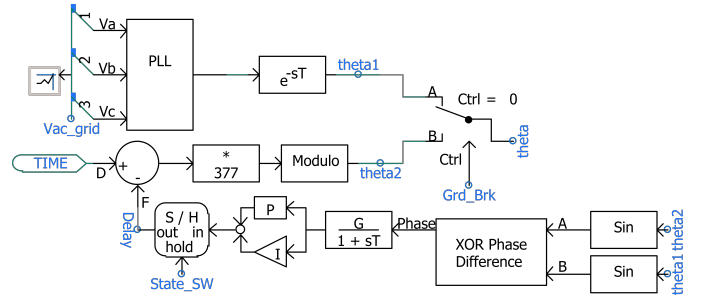 1
Va
2
Vb
3
Vc
PLL
Vac_grid
e-sT
theta1
A
Ctrl = 0
B
Ctrl
theta
Grd_Brk
TIME
D
+
-
F
*
377
Modulo
theta2
Delay
S / H
out in
hold
State_SW
P
I
G
1 + sT
Phase
XOR Phase
Difference
A
B
Sin
Sin
theta2
theta1